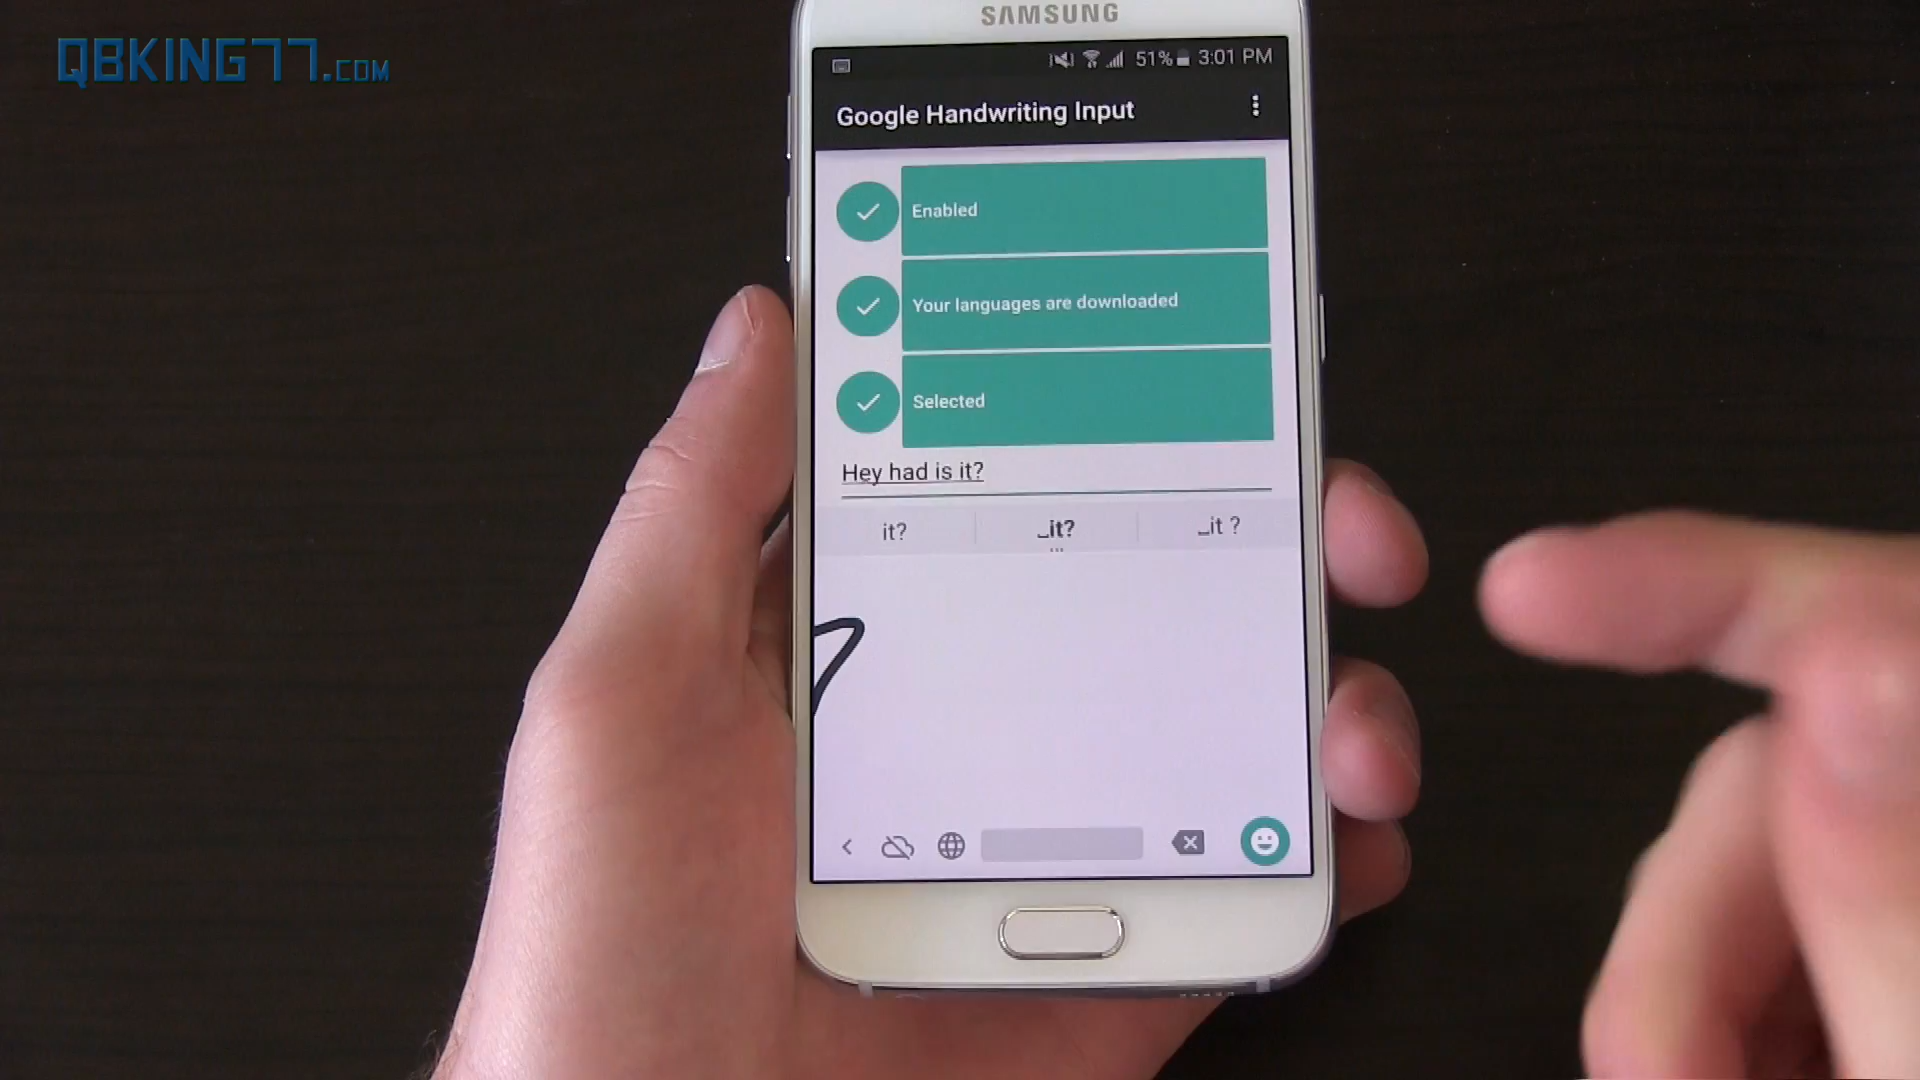 QBKING77.COM
SAMSUNG
51% 3:01 PM
Google Handwriting Input
Enabled
Your languages are downloaded
Selected
Hey had is it?
it? ⎵it? ⎵it ?